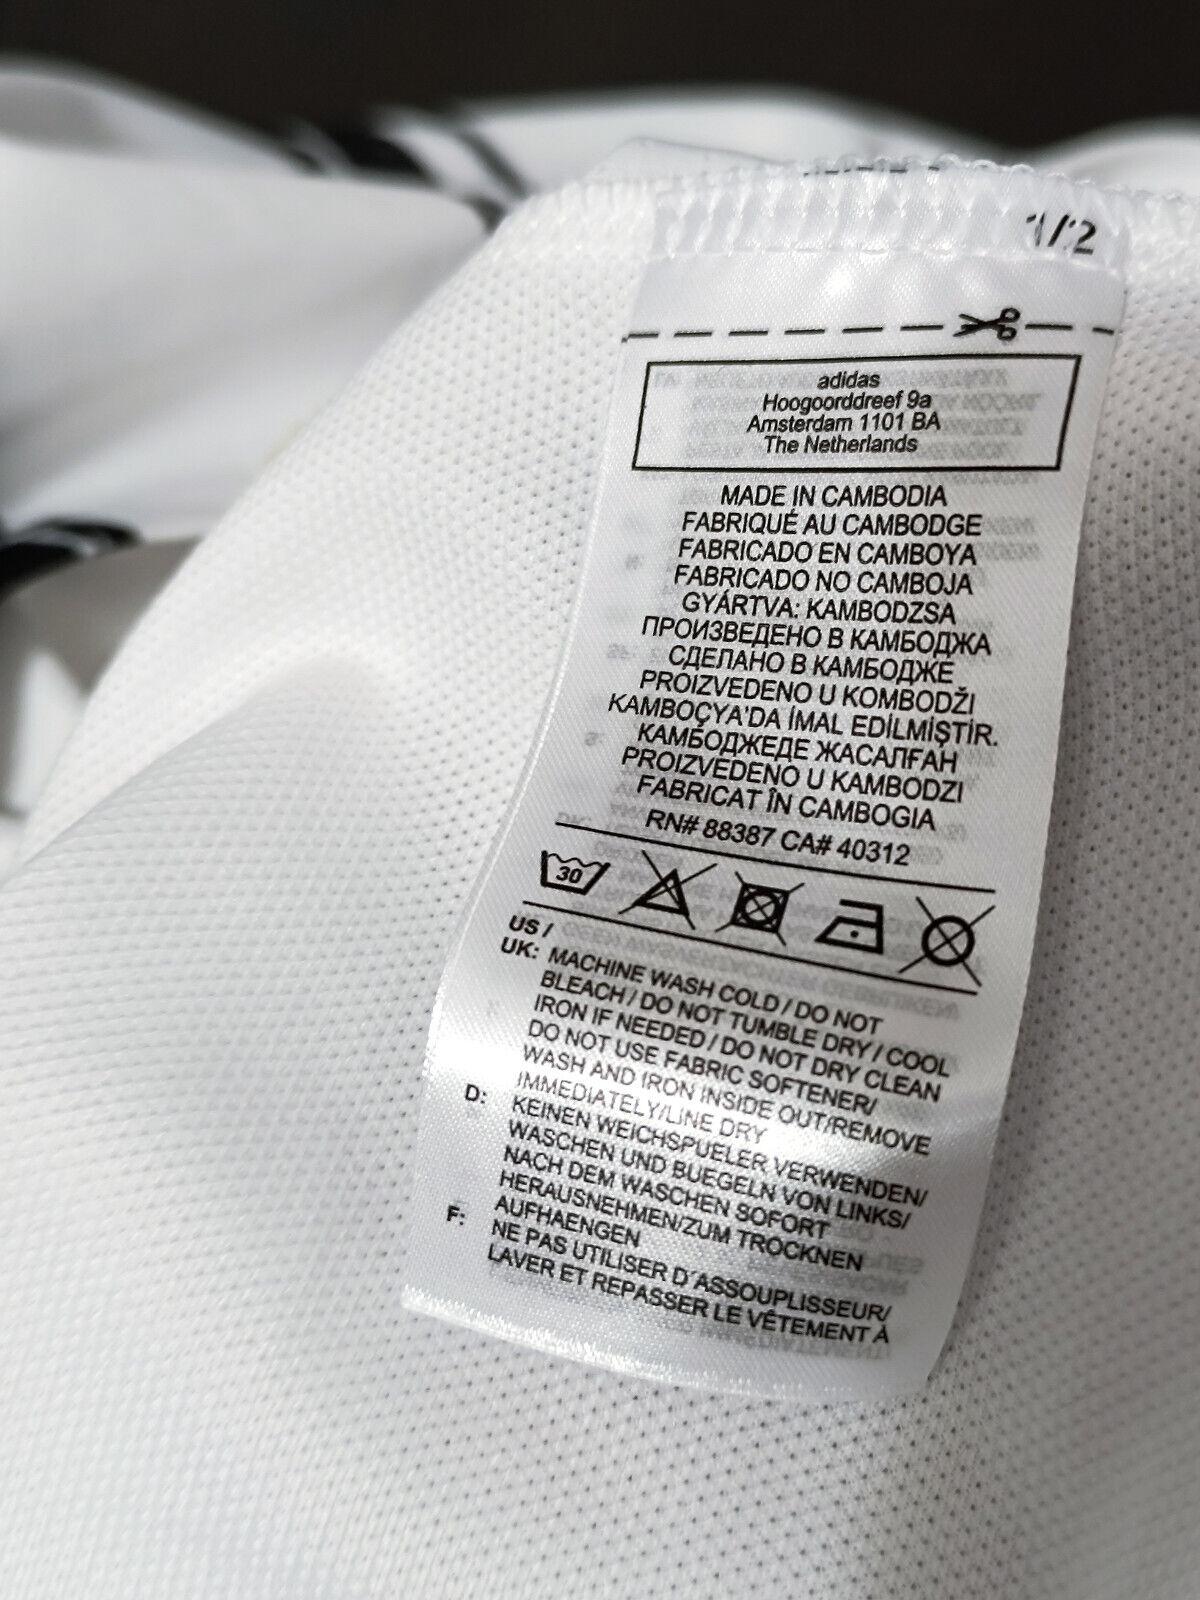 1/2
adidas
Hoogoorddreef 9a
Amsterdam 1101 BA
The Netherlands
MADE IN CAMBODIA
FABRIQUÉ AU CAMBODGE
FABRICADO EN CAMBOYA
FABRICADO NO CAMBOJA
GYÁRTVA: KAMBODZSA
ПРОИЗВЕДЕНО В КАМБОДЖА
СДЕЛАНО В КАМБОДЖЕ
PROIZVEDENO U KOMBODŽI
KAMBOÇYA'DA İMAL EDİLMİŞTİR.
КАМБОДЖЕДЕ ЖАСАЛҒАН
PROIZVEDENO U KAMBODZI
FABRICAT ÎN CAMBOGIA
RN# 88387 CA# 40312
30
US /
UK: MACHINE WASH COLD / DO NOT
BLEACH / DO NOT TUMBLE DRY / COOL
IRON IF NEEDED / DO NOT DRY CLEAN
DO NOT USE FABRIC SOFTENER/
WASH AND IRON INSIDE OUT/REMOVE
IMMEDIATELY/LINE DRY
D: KEINEN WEICHSPUELER VERWENDEN/
WASCHEN UND BUEGELN VON LINKS/
NACH DEM WASCHEN SOFORT
HERAUSNEHMEN/ZUM TROCKNEN
AUFHAENGEN
F: NE PAS UTILISER D´ASSOUPLISSEUR/
LAVER ET REPASSER LE VÊTEMENT À